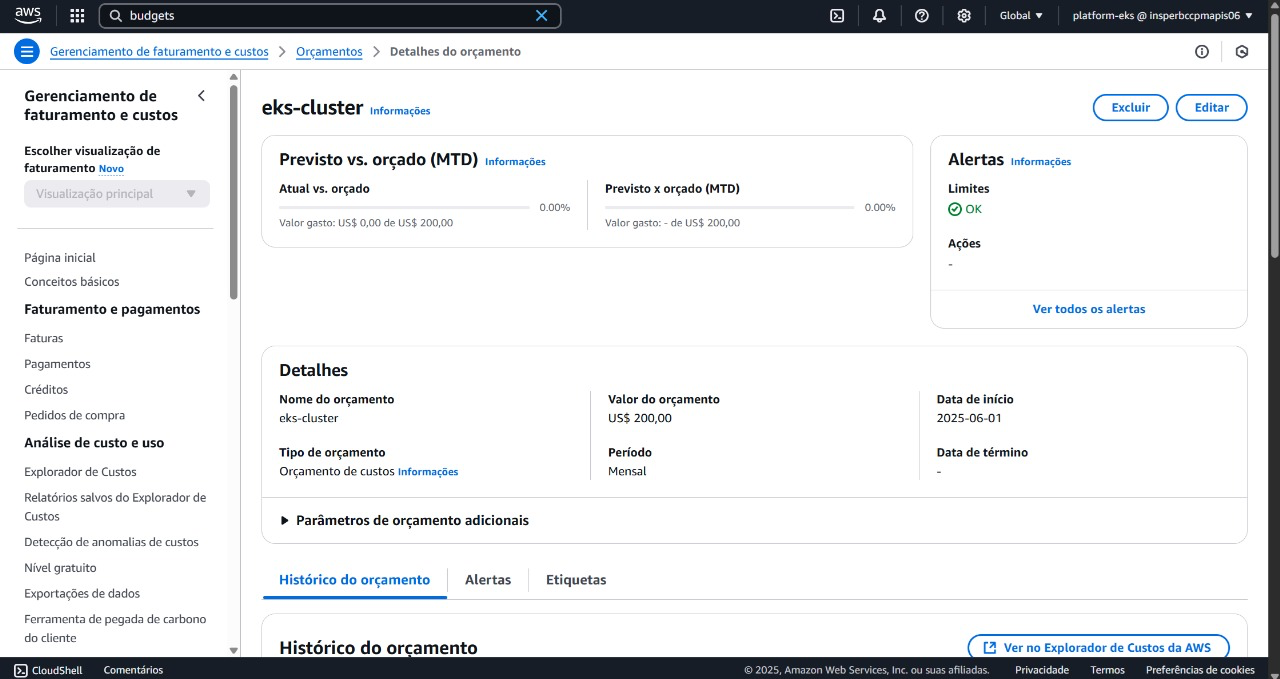 aws
budgets
Global ▼
platform-eks @ insperbccpmapis06 ▼
Gerenciamento de faturamento e custos > Orçamentos > Detalhes do orçamento
Gerenciamento de
faturamento e custos
Escolher visualização de
faturamento Novo
Visualização principal ▼
Página inicial
Conceitos básicos
Faturamento e pagamentos
Faturas
Pagamentos
Créditos
Pedidos de compra
Análise de custo e uso
Explorador de Custos
Relatórios salvos do Explorador de
Custos
Detecção de anomalias de custos
Nível gratuito
Exportações de dados
Ferramenta de pegada de carbono
do cliente
eks-cluster Informações
Excluir
Editar
Previsto vs. orçado (MTD) Informações
Atual vs. orçado
0.00%
Valor gasto: US$ 0,00 de US$ 200,00
Previsto x orçado (MTD)
0.00%
Valor gasto: - de US$ 200,00
Alertas Informações
Limites
OK
Ações
-
Ver todos os alertas
Detalhes
Nome do orçamento
eks-cluster
Tipo de orçamento
Orçamento de custos Informações
Valor do orçamento
US$ 200,00
Período
Mensal
Data de início
2025-06-01
Data de término
-
Parâmetros de orçamento adicionais
Histórico do orçamento
Alertas
Etiquetas
Histórico do orçamento
Ver no Explorador de Custos da AWS
CloudShell
Comentários
© 2025, Amazon Web Services, Inc. ou suas afiliadas.
Privacidade
Termos
Preferências de cookies